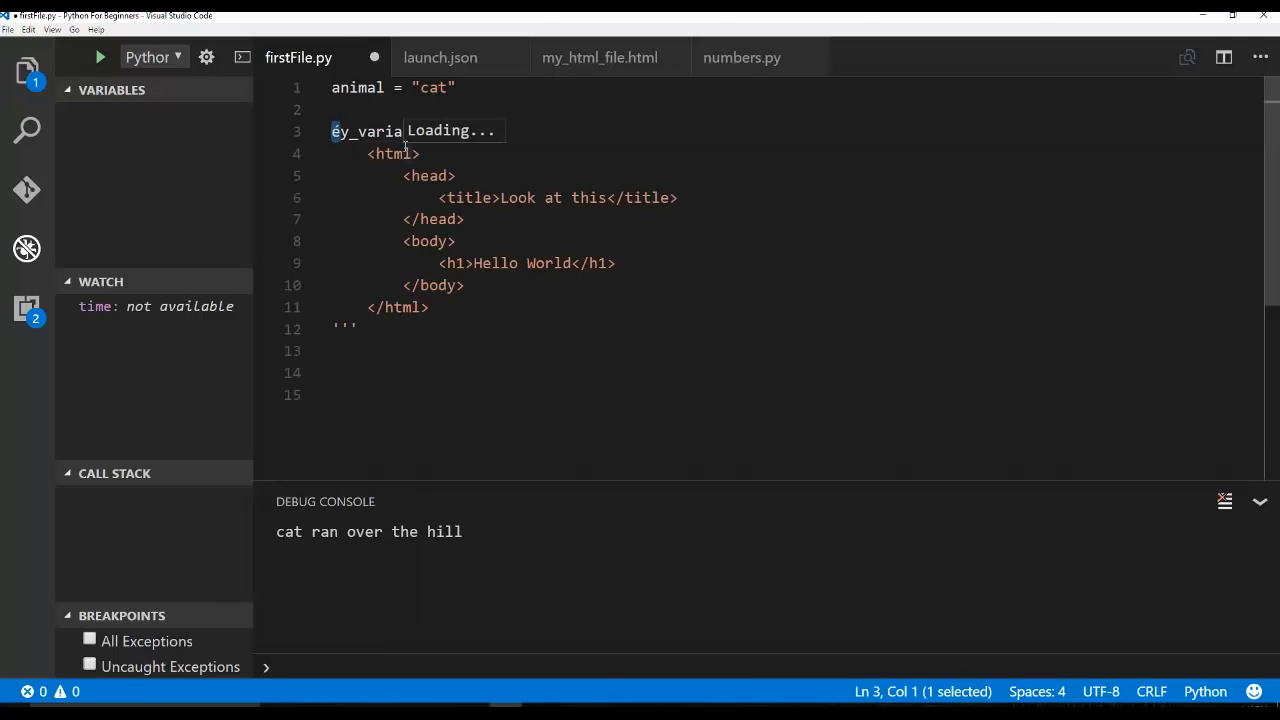 • firstFile.py - Python For Beginners - Visual Studio Code
File Edit View Go Help
Python
firstFile.py
launch.json
my_html_file.html
numbers.py
1
VARIABLES
WATCH
time: not available
2
CALL STACK
BREAKPOINTS
All Exceptions
Uncaught Exceptions
1 animal = "cat"
2
3 éy_varia Loading...
4 <html>
5 <head>
6 <title>Look at this</title>
7 </head>
8 <body>
9 <h1>Hello World</h1>
10 </body>
11 </html>
12 '''
13
14
15
DEBUG CONSOLE
cat ran over the hill
>
0 0
Ln 3, Col 1 (1 selected) Spaces: 4 UTF-8 CRLF Python